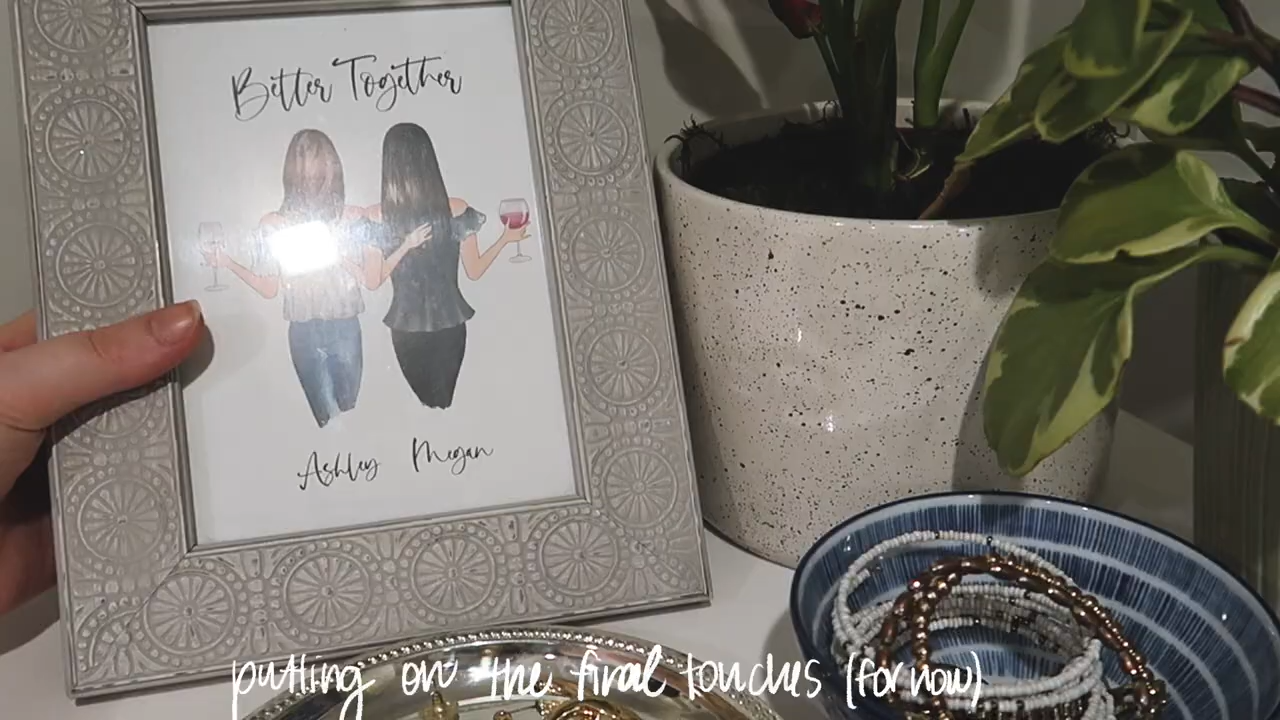 Better Together
Ashley Megan
putting on the final touches (for now)